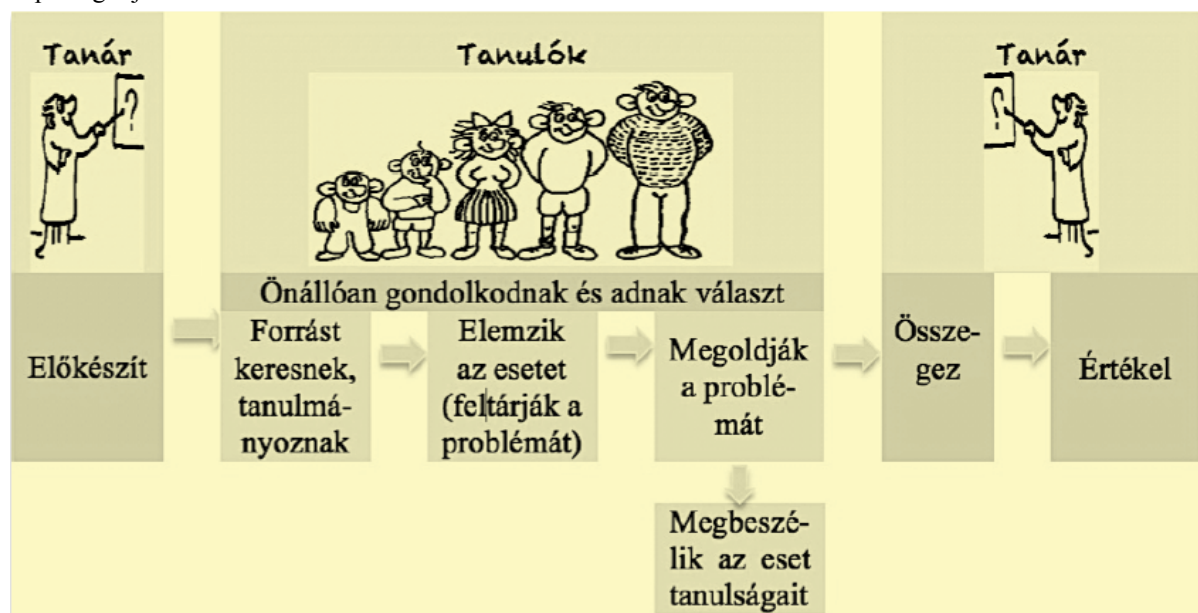 Tanár
Tanulók
Tanár
Önállóan gondolkodnak és adnak választ
Előkészít
Forrást
keresnek,
tanulmá-
nyoznak
Elemzik
az esetet
(feltárják a
problémát)
Megoldják
a problé-
mát
Megbeszé-
lik az eset
tanulságait
Össze-
gez
Értékel